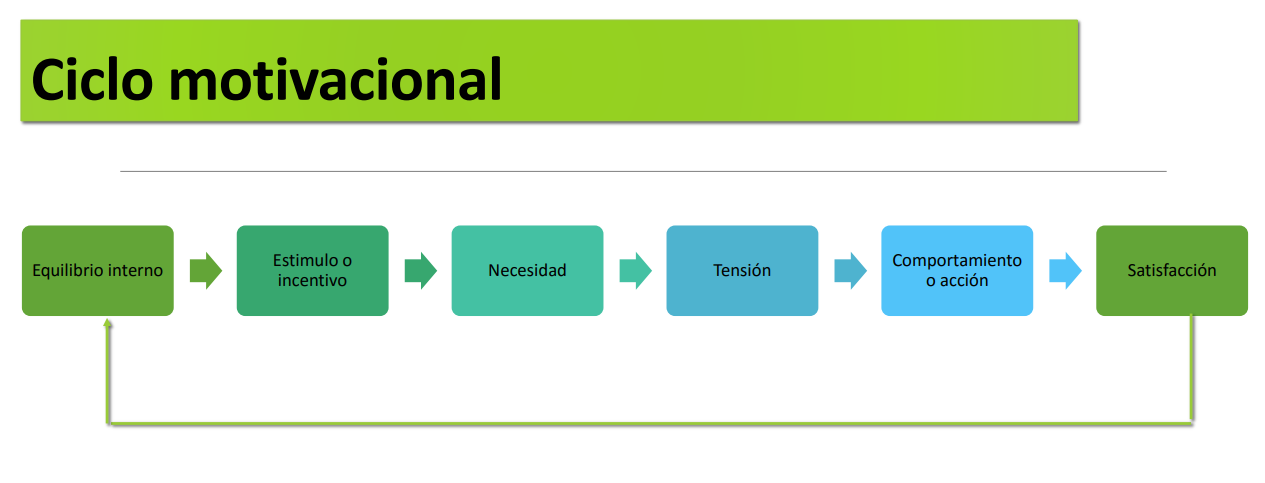 Ciclo motivacional
Equilibrio interno
Estimulo o
incentivo
Necesidad
Tensión
Comportamiento
o acción
Satisfacción